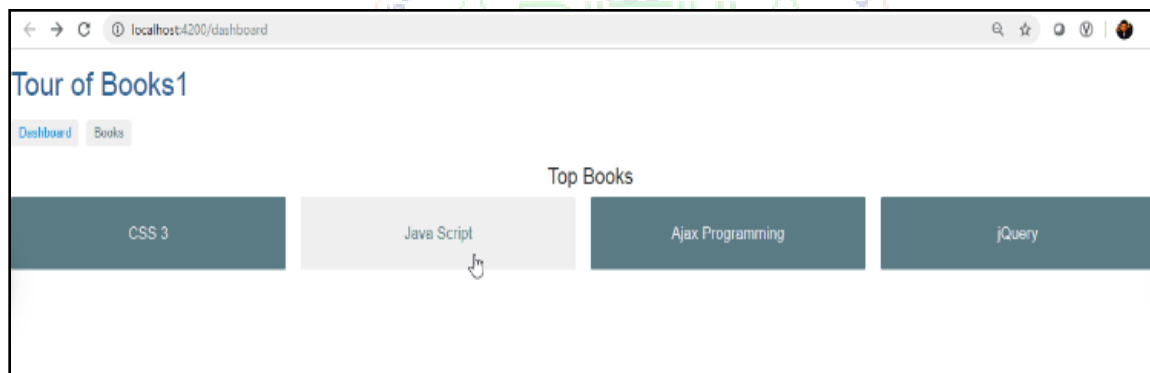 localhost:4200/dashboard
Tour of Books1
Dashboard Books
Top Books
CSS 3 Java Script Ajax Programming jQuery